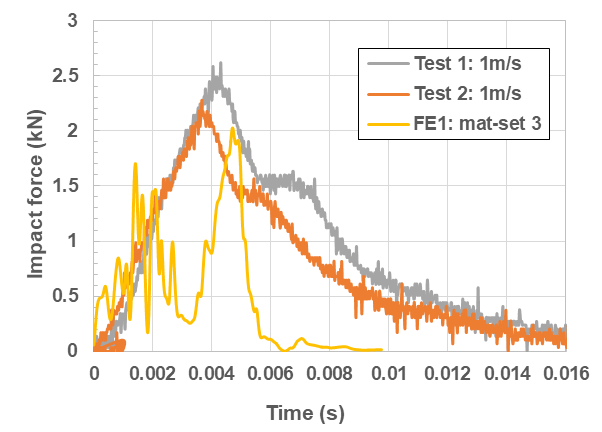 3
2.5
2
1.5
1
0.5
0
Impact force (kN)
Test 1: 1m/s
Test 2: 1m/s
FE1: mat-set 3
0 0.002 0.004 0.006 0.008 0.01 0.012 0.014 0.016
Time (s)